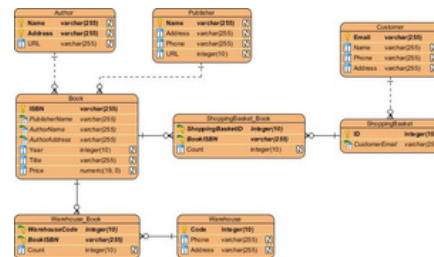 Author
Name varchar(255) N
Address varchar(255) N
URL varchar(255) N
Publisher
Name varchar(255) N
Address varchar(255) N
Phone varchar(255) N
URL integer(10) N
Customer
Email varchar(255)
Name varchar(255) N
Phone varchar(255) N
Address varchar(255) N
Book
ISBN varchar(255)
PublisherName varchar(255)
AuthorName varchar(255)
AuthorAddress varchar(255)
Year integer(10) N
Title varchar(255) N
Price numeric(19, 0) N
ShoppingBasket_Book
ShoppingBasketID integer(10)
BookISBN varchar(255)
Count integer(10) N
ShoppingBasket
ID integer(10)
CustomerEmail varchar(255)
Warehouse_Book
WarehouseCode integer(10)
BookISBN varchar(255)
Count integer(10) N
Warehouse
Code integer(10)
Phone varchar(255) N
Address varchar(255) N